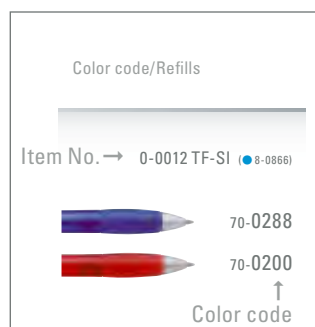 Color code/Refills
Item No.→ 0-0012 TF-SI (● 8-0866)
70-0288
70-0200
↑
Color code